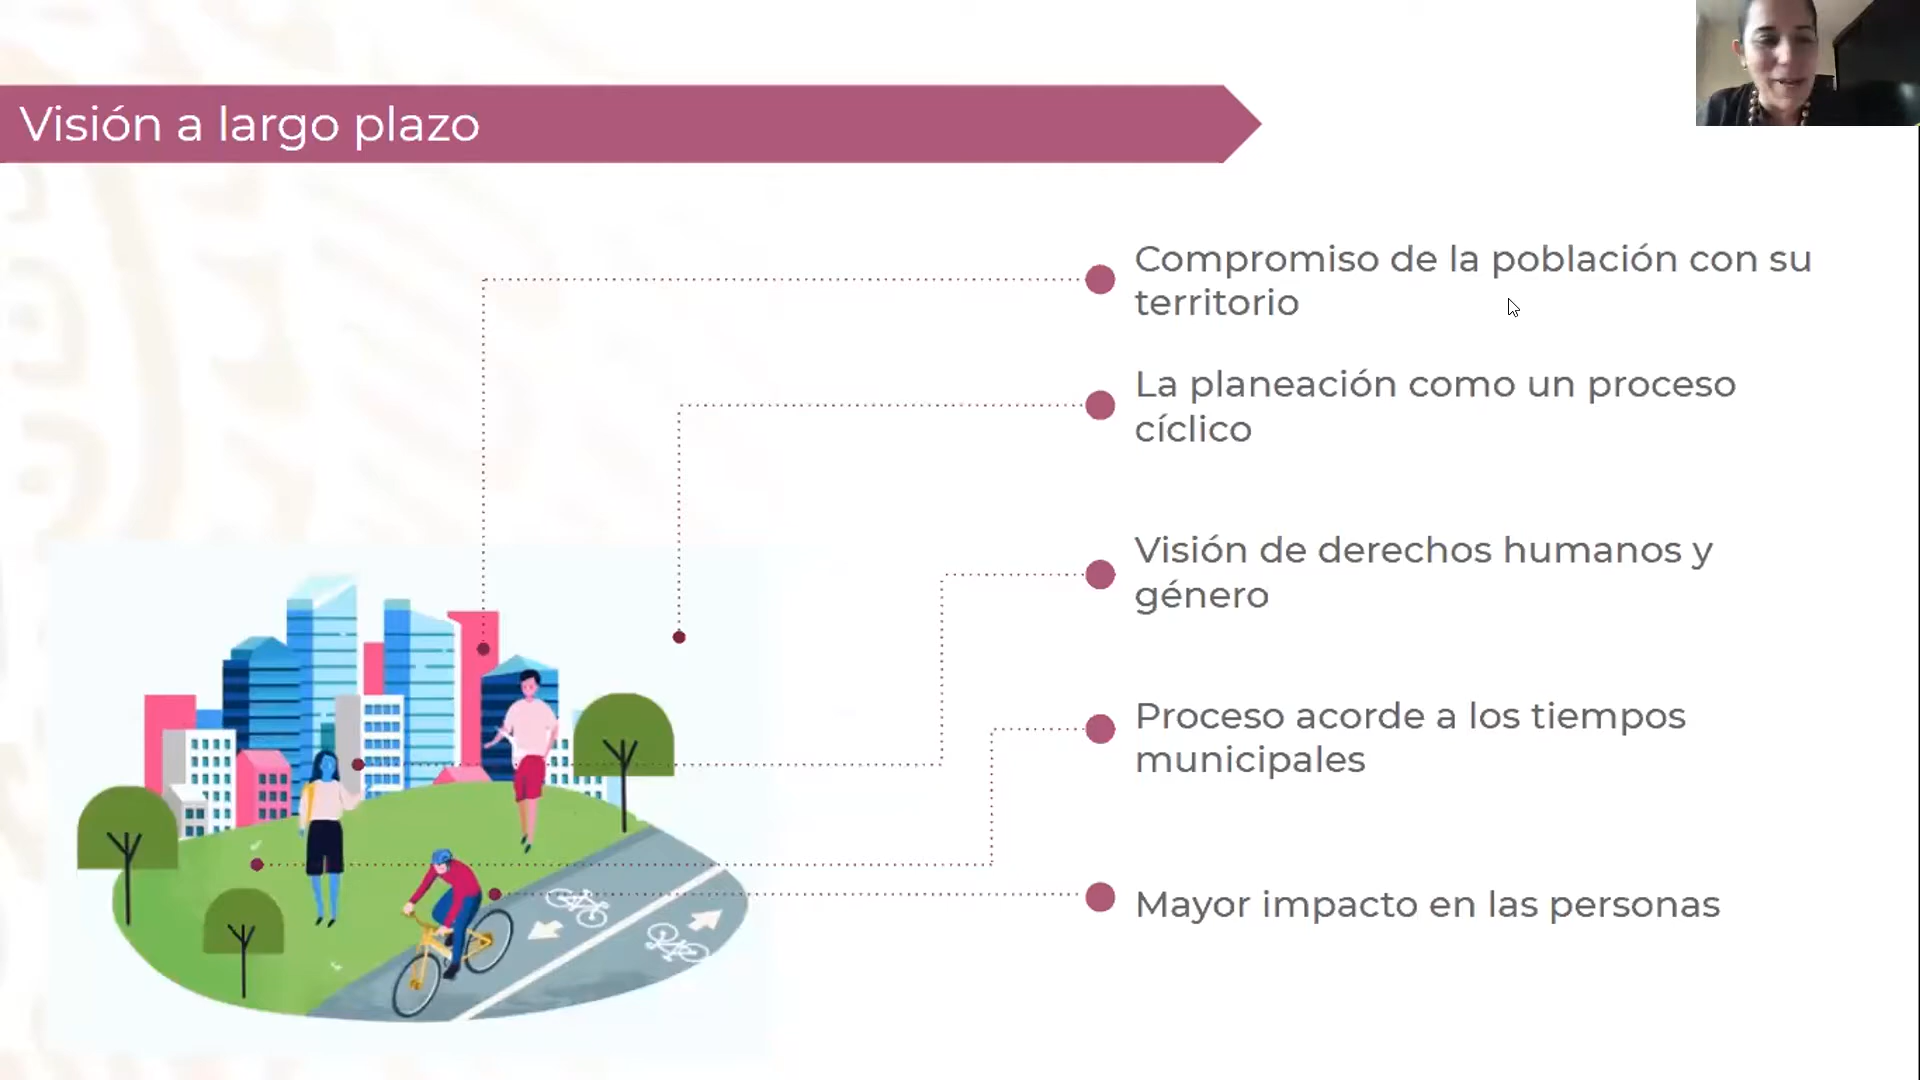 Visión a largo plazo
Compromiso de la población con su
territorio
La planeación como un proceso
cíclico
Visión de derechos humanos y
género
Proceso acorde a los tiempos
municipales
Mayor impacto en las personas